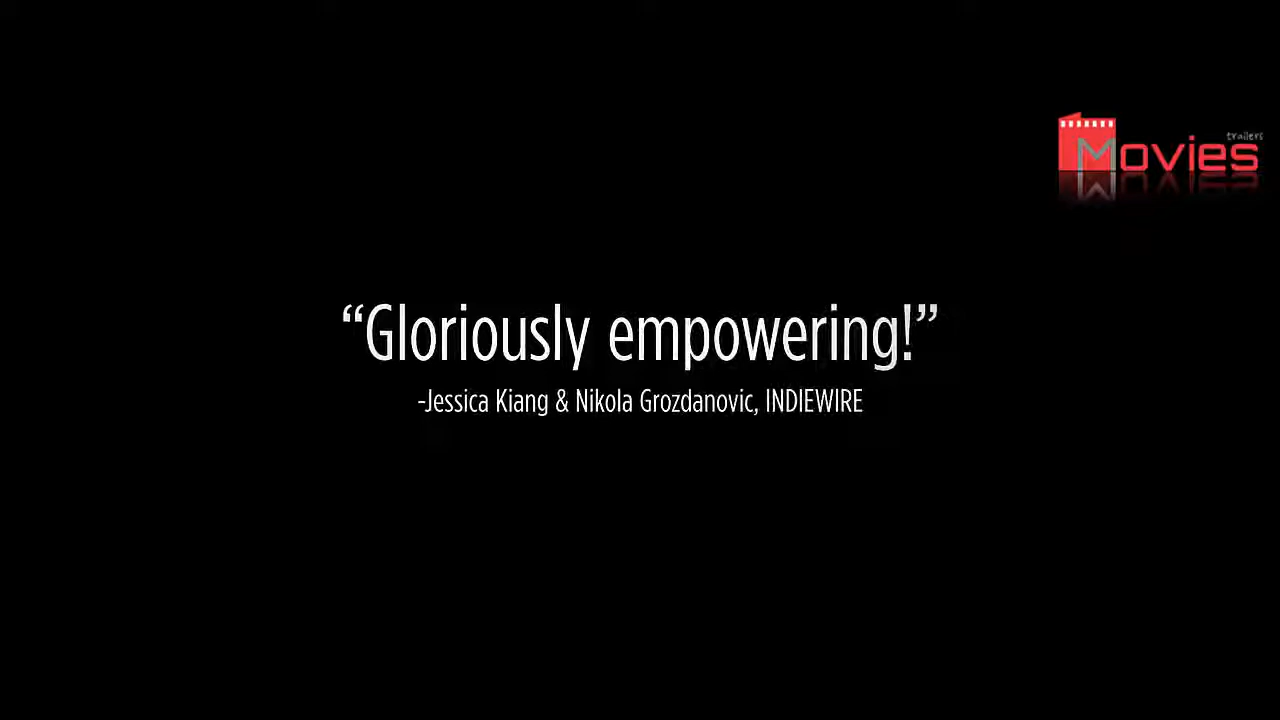 trailers
Movies
“Gloriously empowering!”
-Jessica Kiang & Nikola Grozdanovic, INDIEWIRE